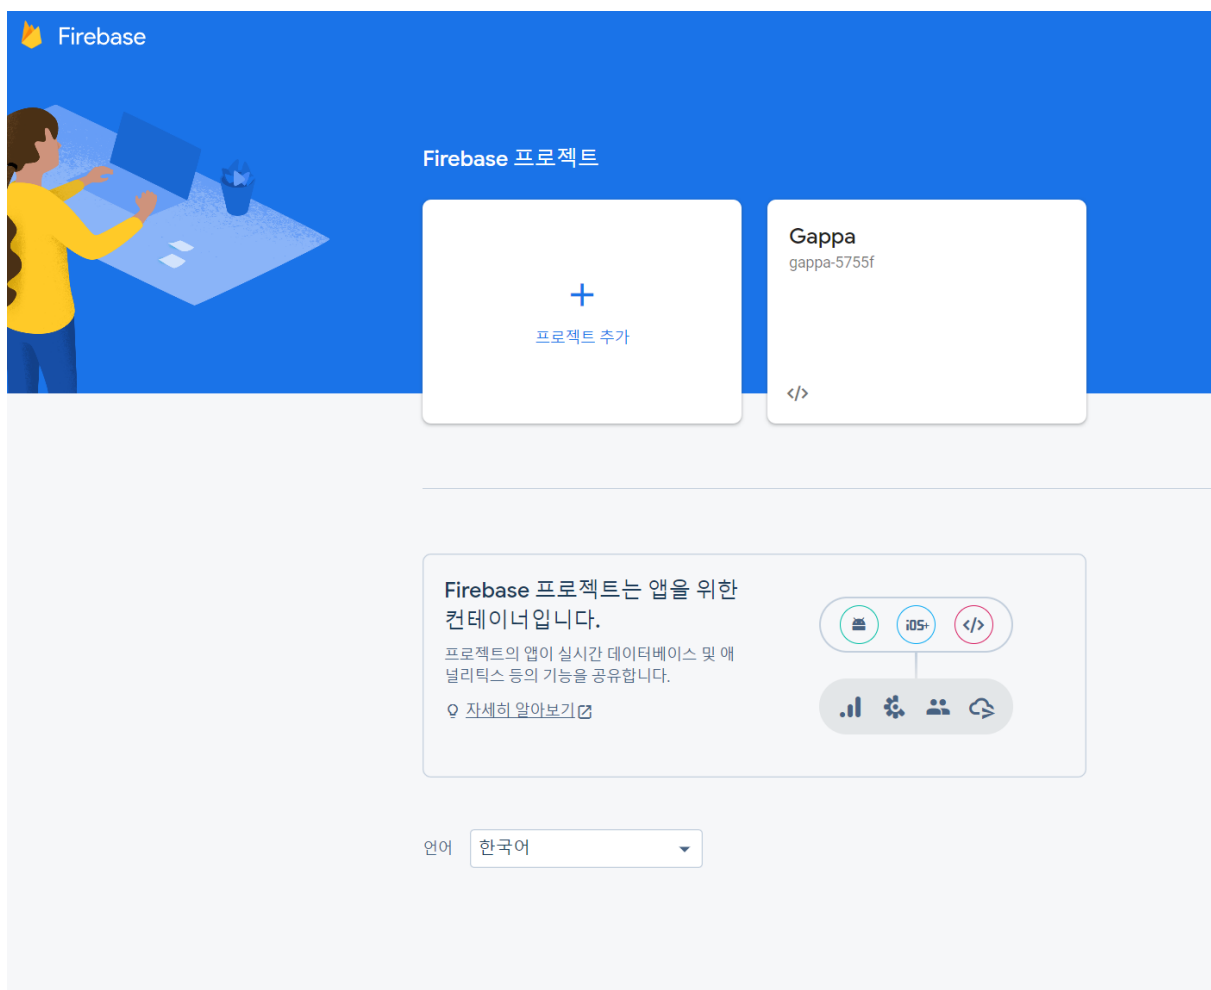 Firebase
Firebase 프로젝트
프로젝트 추가
Gappa
gappa-5755f
</>
Firebase 프로젝트는 앱을 위한
컨테이너입니다.
프로젝트의 앱이 실시간 데이터베이스 및 애
널리틱스 등의 기능을 공유합니다.
자세히 알아보기
iOS+
</>
언어
한국어